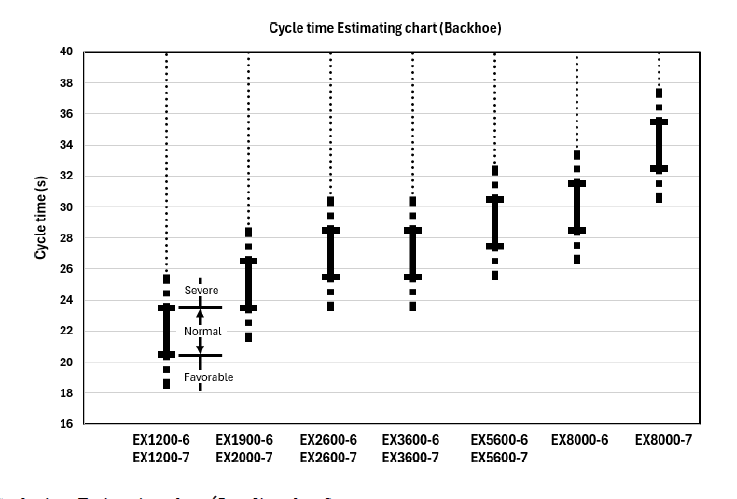 Cycle time Estimating chart (Backhoe)
40
38
36
34
32
30
28
26
24
22
20
18
16
Cycle time (s)
Severe
Normal
Favorable
EX1200-6 EX1900-6 EX2600-6 EX3600-6 EX5600-6 EX8000-6 EX8000-7
EX1200-7 EX2000-7 EX2600-7 EX3600-7 EX5600-7